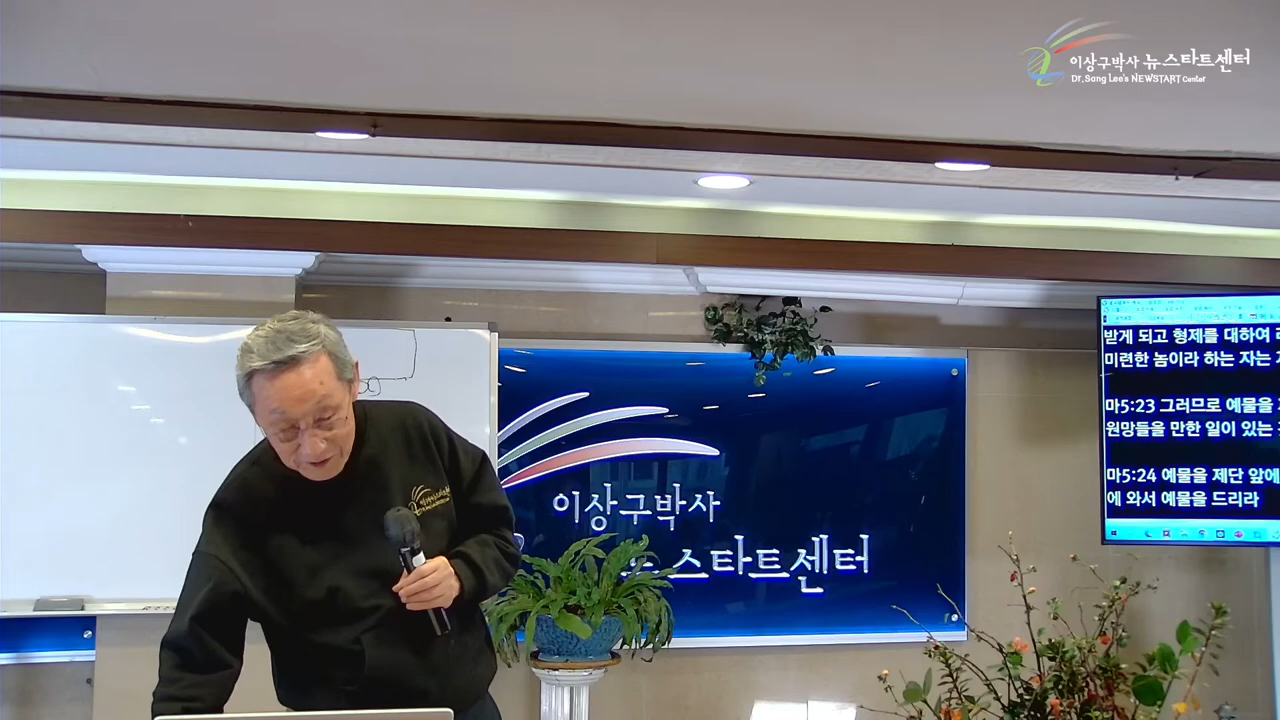 이상구박사 뉴스타트센터
Dr. Sang Lee's NEWSTART Center
이상구박사
뉴스타트센터
받게 되고 형제를 대하여
미련한 놈이라 하는 자는
마5:23 그러므로 예물을
원망들을 만한 일이 있는
마5:24 예물을 제단 앞에
에 와서 예물을 드리라